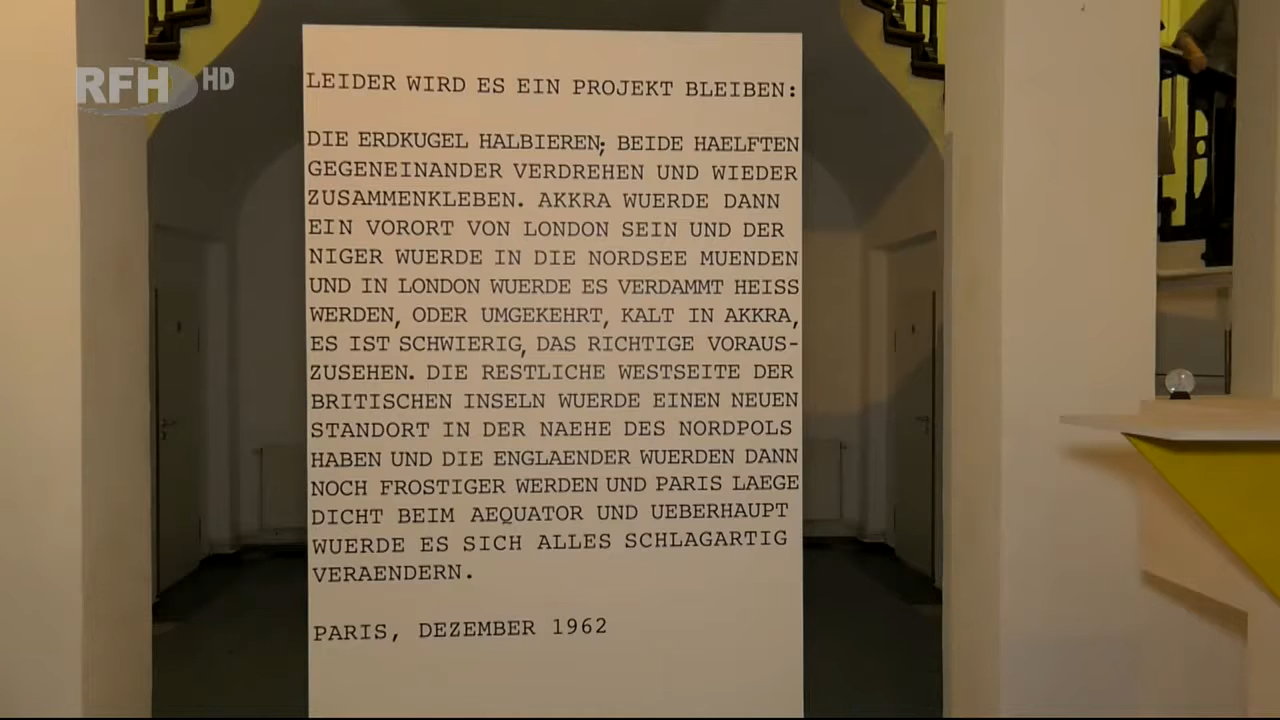 RFH HD
LEIDER WIRD ES EIN PROJEKT BLEIBEN:
DIE ERDKUGEL HALBIEREN; BEIDE HAELFTEN
GEGENEINANDER VERDREHEN UND WIEDER
ZUSAMMENKLEBEN. AKKRA WUERDE DANN
EIN VORORT VON LONDON SEIN UND DER
NIGER WUERDE IN DIE NORDSEE MUENDEN
UND IN LONDON WUERDE ES VERDAMMT HEISS
WERDEN, ODER UMGEKEHRT, KALT IN AKKRA,
ES IST SCHWIERIG, DAS RICHTIGE VORAUS-
ZUSEHEN. DIE RESTLICHE WESTSEITE DER
BRITISCHEN INSELN WUERDE EINEN NEUEN
STANDORT IN DER NAEHE DES NORDPOLS
HABEN UND DIE ENGLAENDER WUERDEN DANN
NOCH FROSTIGER WERDEN UND PARIS LAEGE
DICHT BEIM AEQUATOR UND UEBERHAUPT
WUERDE ES SICH ALLES SCHLAGARTIG
VERAENDERN.
PARIS, DEZEMBER 1962